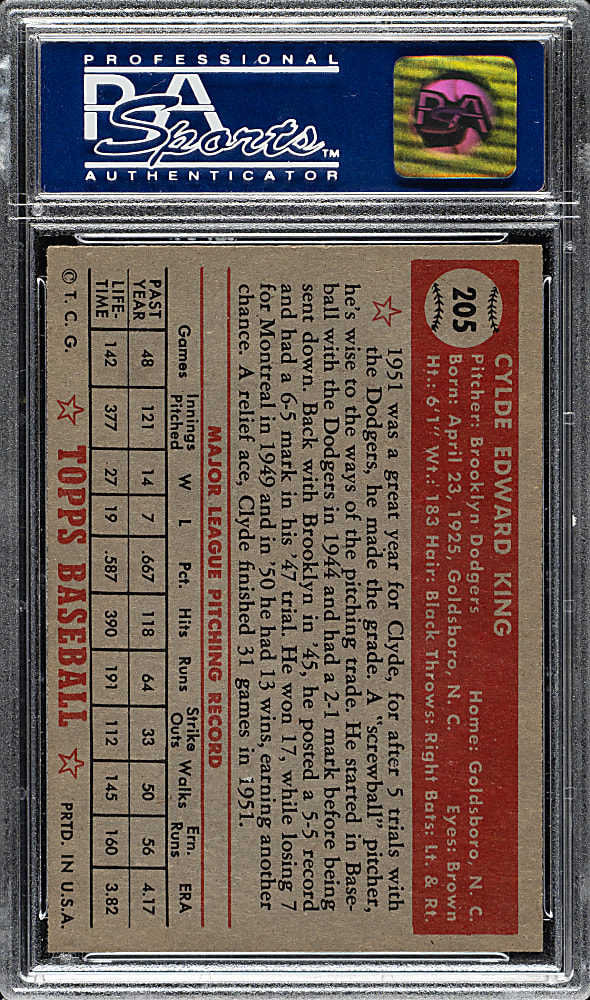 PROFESSIONAL
PSA
Sports™
AUTHENTICATOR
PSA
205
CYLDE EDWARD KING
Pitcher: Brooklyn Dodgers Home: Goldsboro, N. C.
Born: April 23, 1925, Goldsboro, N. C. Eyes: Brown
Ht.: 6'1" Wt.: 183 Hair: Black Throws: Right Bats: Lt. & Rt.
1951 was a great year for Clyde, for after 5 trials with
the Dodgers, he made the grade. A "screwball" pitcher,
he's wise to the ways of the pitching trade. He started in Base-
ball with the Dodgers in 1944 and had a 2-1 mark before being
sent down. Back with Brooklyn in '45, he posted a 5-5 record
and had a 6-5 mark in his '47 trial. He won 17, while losing 7
for Montreal in 1949 and in '50 he had 13 wins, earning another
chance. A relief ace, Clyde finished 31 games in 1951.
MAJOR LEAGUE PITCHING RECORD
Games Innings Pitched W L Pct. Hits Runs Strike Outs Walks Ern. Runs ERA
PAST YEAR 48 121 14 7 .667 118 64 33 50 56 4.17
LIFE-TIME 142 377 27 19 .587 390 191 112 145 160 3.82
© T. C. G. TOPPS BASEBALL PRTD. IN U.S.A.